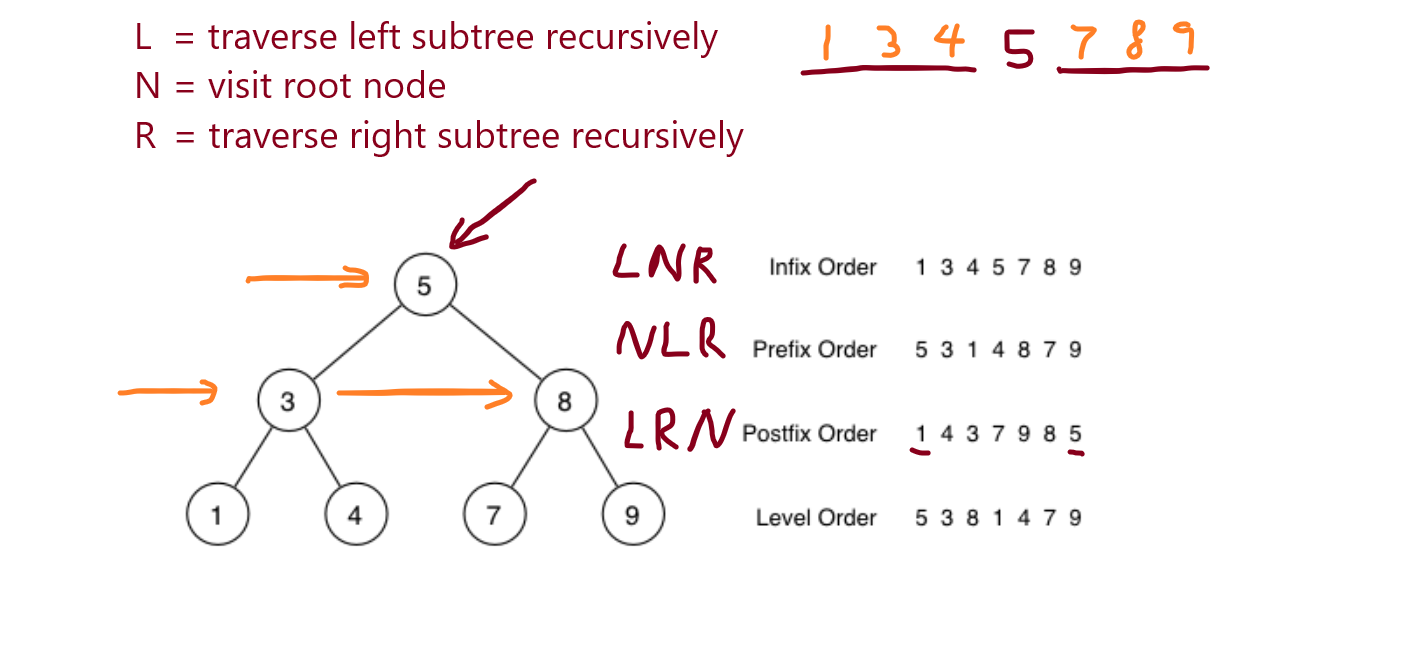 L = traverse left subtree recursively
N = visit root node
R = traverse right subtree recursively
1 3 4 5 7 8 9
5
3 8
1 4 7 9
LNR Infix Order 1 3 4 5 7 8 9
NLR Prefix Order 5 3 1 4 8 7 9
LRN Postfix Order 1 4 3 7 9 8 5
Level Order 5 3 8 1 4 7 9